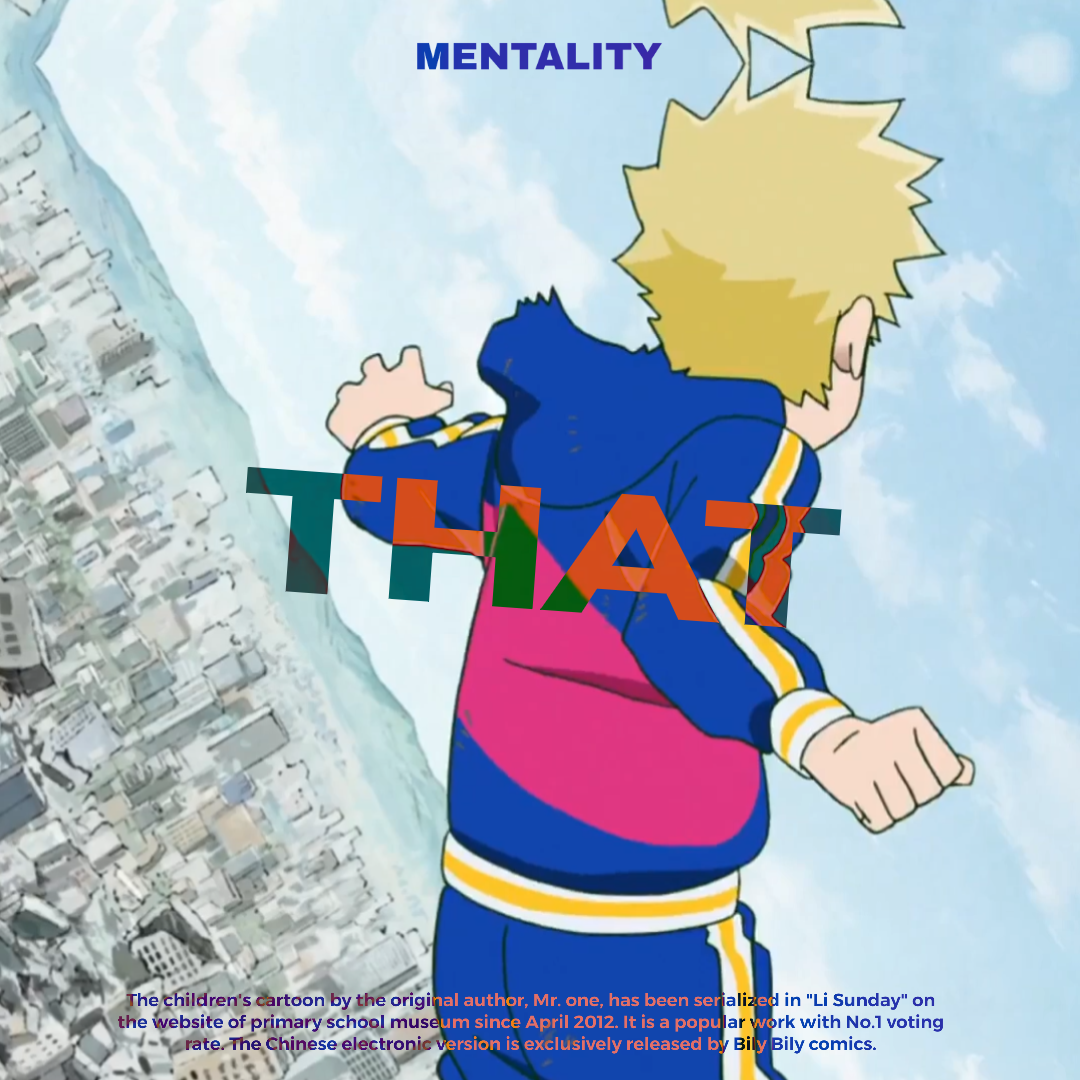 MENTALITY
THAT
The children's cartoon by the original author, Mr. one, has been serialized in "Li Sunday" on
the website of primary school museum since April 2012. It is a popular work with No.1 voting
rate. The Chinese electronic version is exclusively released by Bily Bily comics.